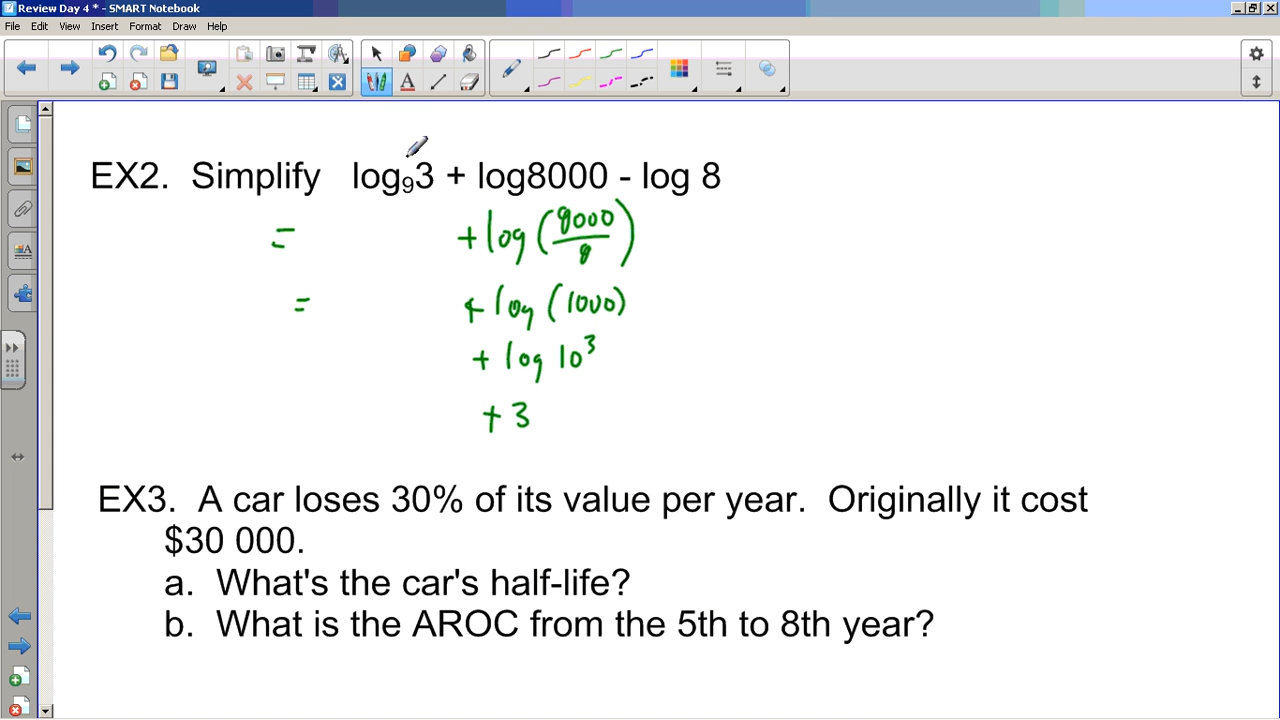 Review Day 4 * - SMART Notebook
File Edit View Insert Format Draw Help
EX2. Simplify log₉3 + log8000 - log 8
= + log (8000/8)
= + log (1000)
+ log 10³
+ 3
EX3. A car loses 30% of its value per year. Originally it cost
$30 000.
a. What's the car's half-life?
b. What is the AROC from the 5th to 8th year?